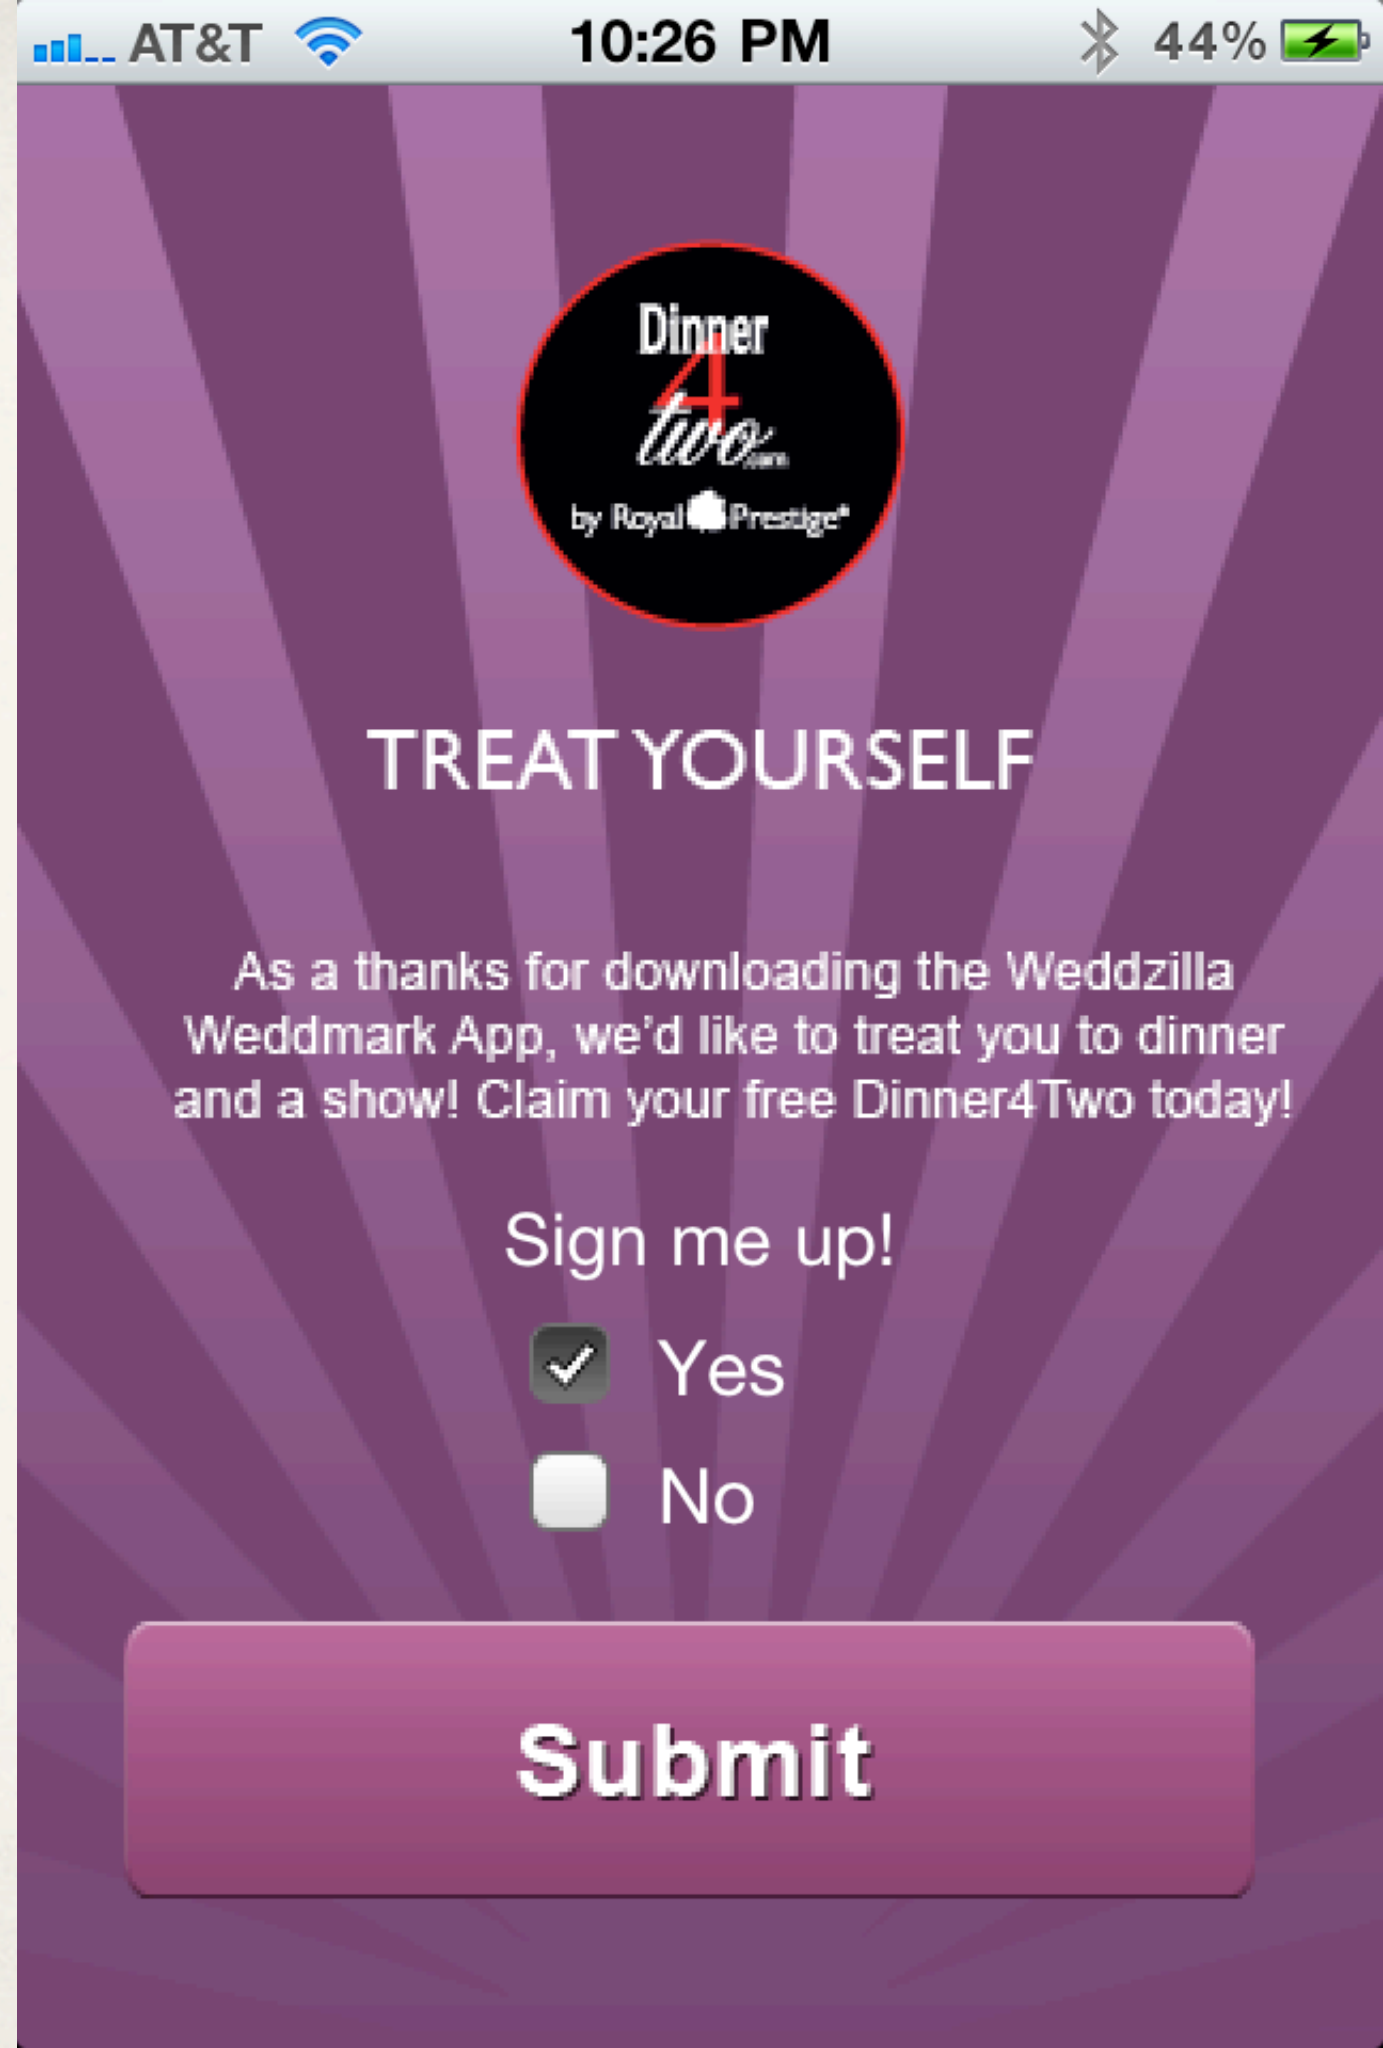 AT&T 10:26 PM 44%
Dinner
4
two.com
by Royal Prestige®
TREAT YOURSELF
As a thanks for downloading the Weddzilla
Weddmark App, we'd like to treat you to dinner
and a show! Claim your free Dinner4Two today!
Sign me up!
Yes
No
Submit